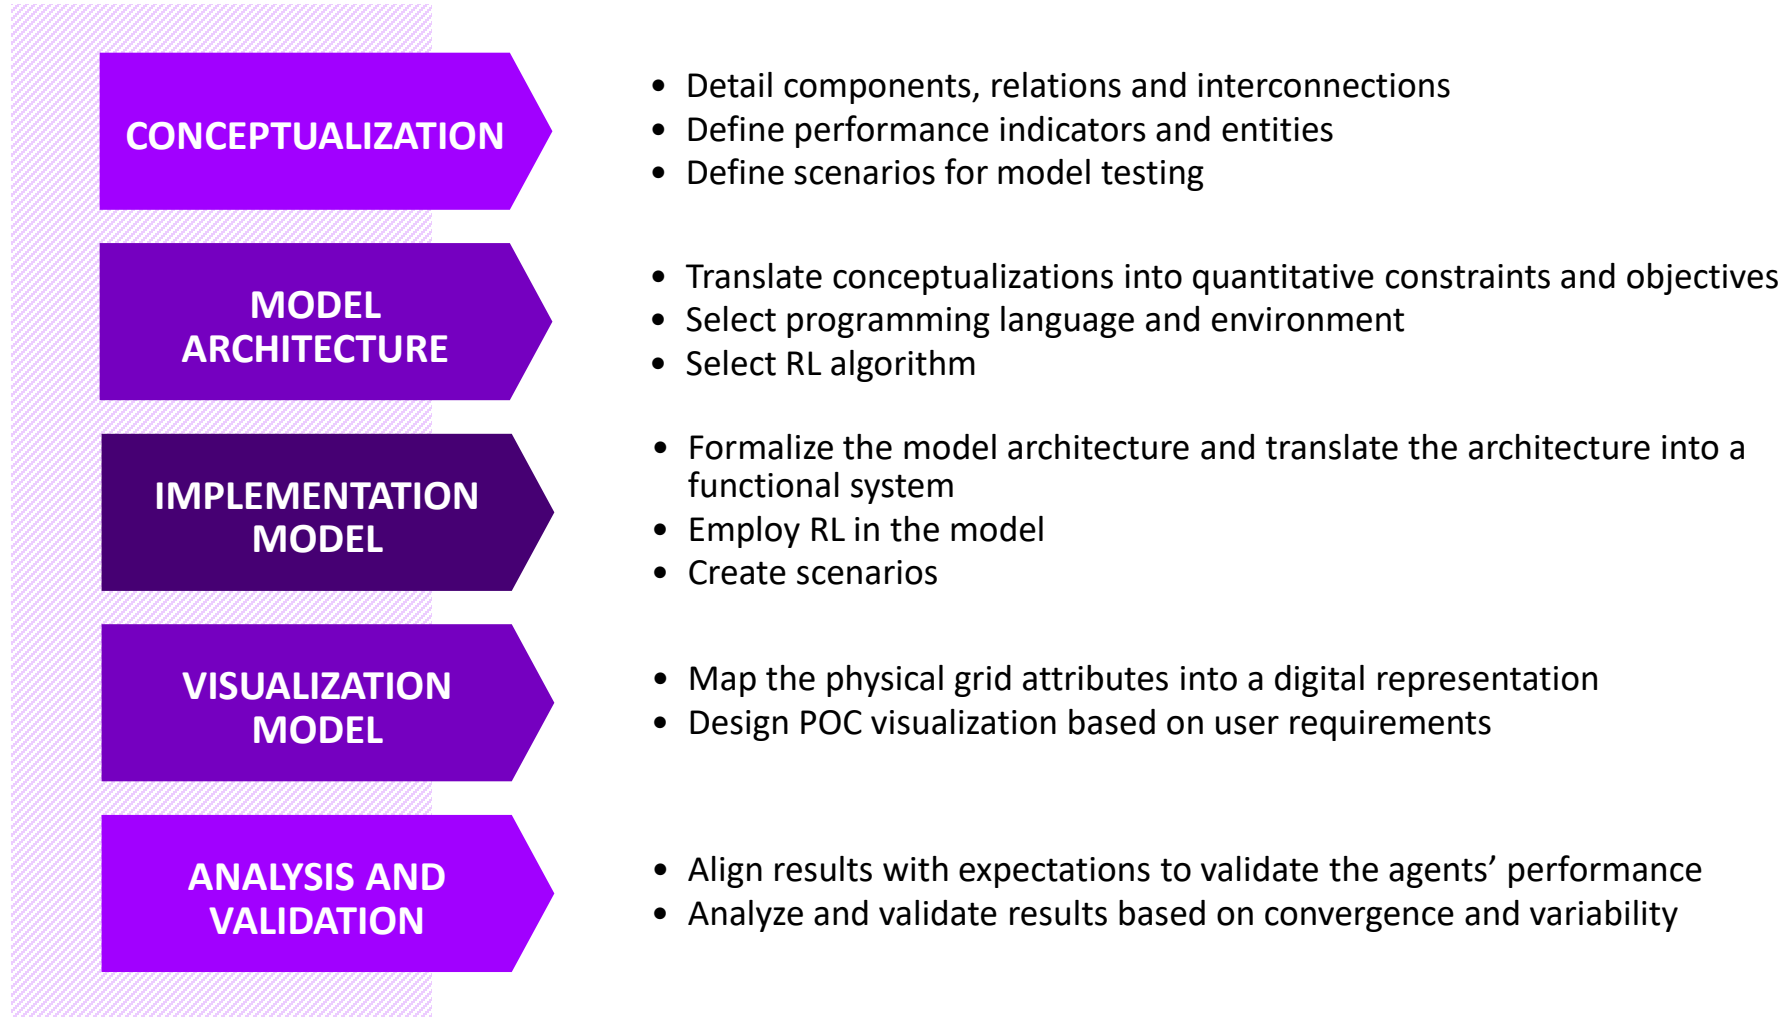 CONCEPTUALIZATION
• Detail components, relations and interconnections
• Define performance indicators and entities
• Define scenarios for model testing
MODEL
ARCHITECTURE
• Translate conceptualizations into quantitative constraints and objectives
• Select programming language and environment
• Select RL algorithm
IMPLEMENTATION
MODEL
• Formalize the model architecture and translate the architecture into a
functional system
• Employ RL in the model
• Create scenarios
VISUALIZATION
MODEL
• Map the physical grid attributes into a digital representation
• Design POC visualization based on user requirements
ANALYSIS AND
VALIDATION
• Align results with expectations to validate the agents’ performance
• Analyze and validate results based on convergence and variability